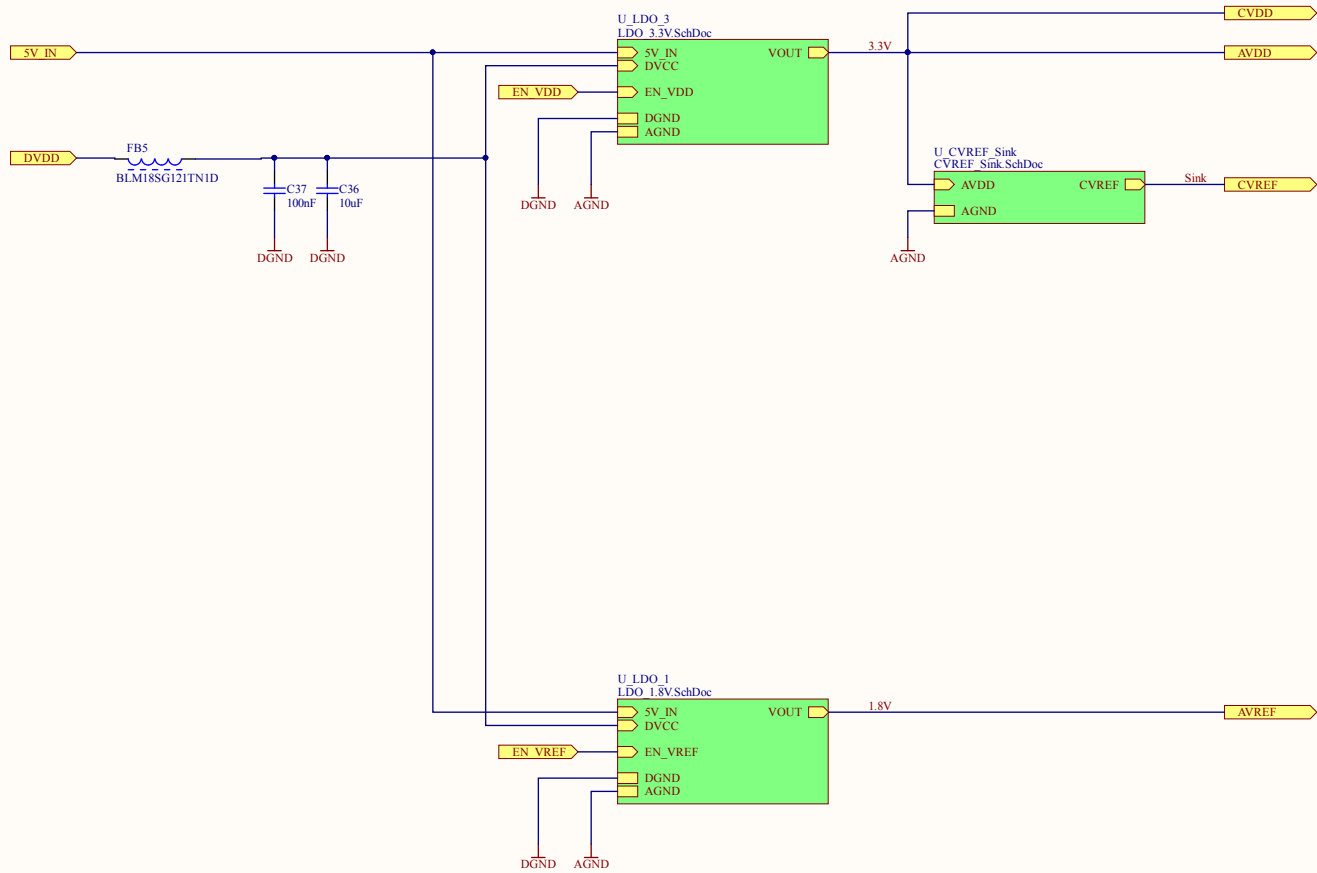 U_LDO_3
LDO_3.3V.SchDoc
CVDD
5V_IN
5V_IN
VOUT
3.3V
AVDD
DVCC
EN_VDD
EN_VDD
DGND
AGND
DVDD
FB5
BLM18SG121TN1D
C37
100nF
C36
10uF
DGND
DGND
DGND
AGND
U_CVREF_Sink
CVREF_Sink.SchDoc
AVDD
CVREF
Sink
CVREF
AGND
AGND
U_LDO_1
LDO_1.8V.SchDoc
5V_IN
VOUT
1.8V
AVREF
DVCC
EN_VREF
EN_VREF
DGND
AGND
DGND
AGND